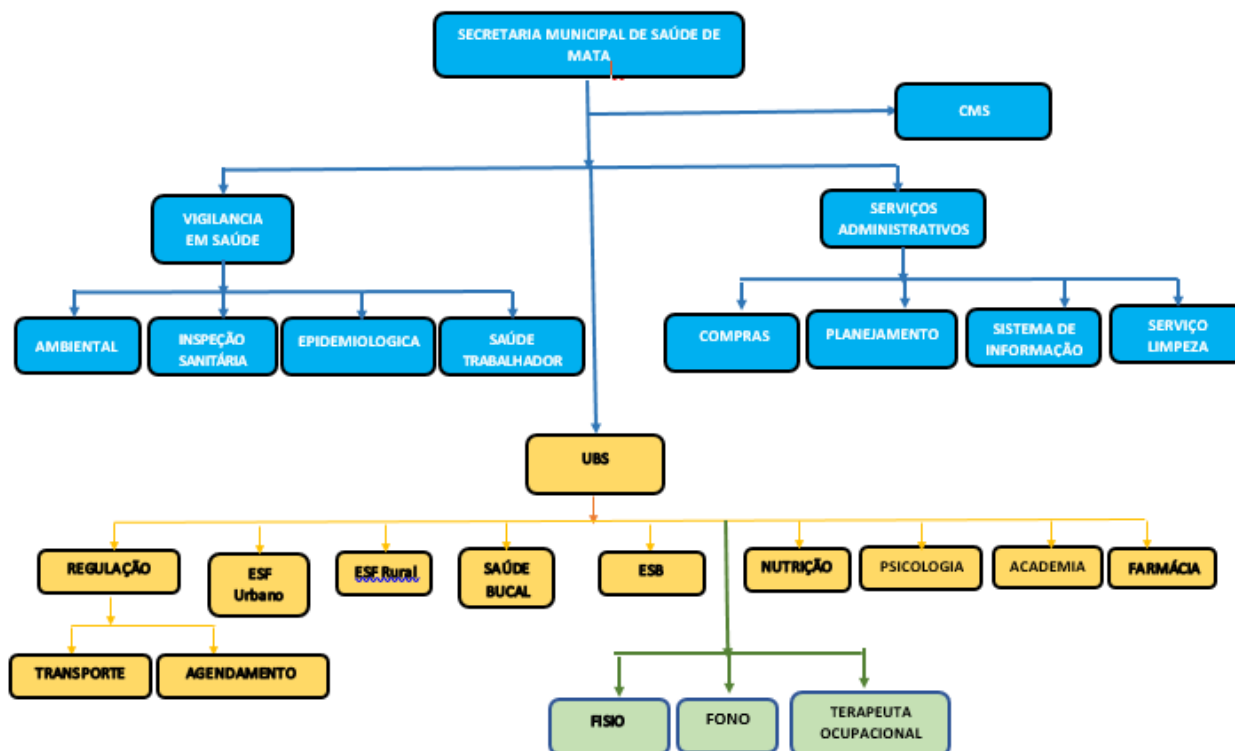 SECRETARIA MUNICIPAL DE SAÚDE DE
MATA
CMS
VIGILANCIA
EM SAÚDE
SERVIÇOS
ADMINISTRATIVOS
AMBIENTAL
INSPEÇÃO
SANITÁRIA
EPIDEMIOLOGICA
SAÚDE
TRABALHADOR
COMPRAS
PLANEJAMENTO
SISTEMA DE
INFORMAÇÃO
SERVIÇO
LIMPEZA
UBS
REGULAÇÃO
ESF
Urbano
ESF Rural
SAÚDE
BUCAL
ESB
NUTRIÇÃO
PSICOLOGIA
ACADEMIA
FARMÁCIA
TRANSPORTE
AGENDAMENTO
FISIO
FONO
TERAPEUTA
OCUPACIONAL